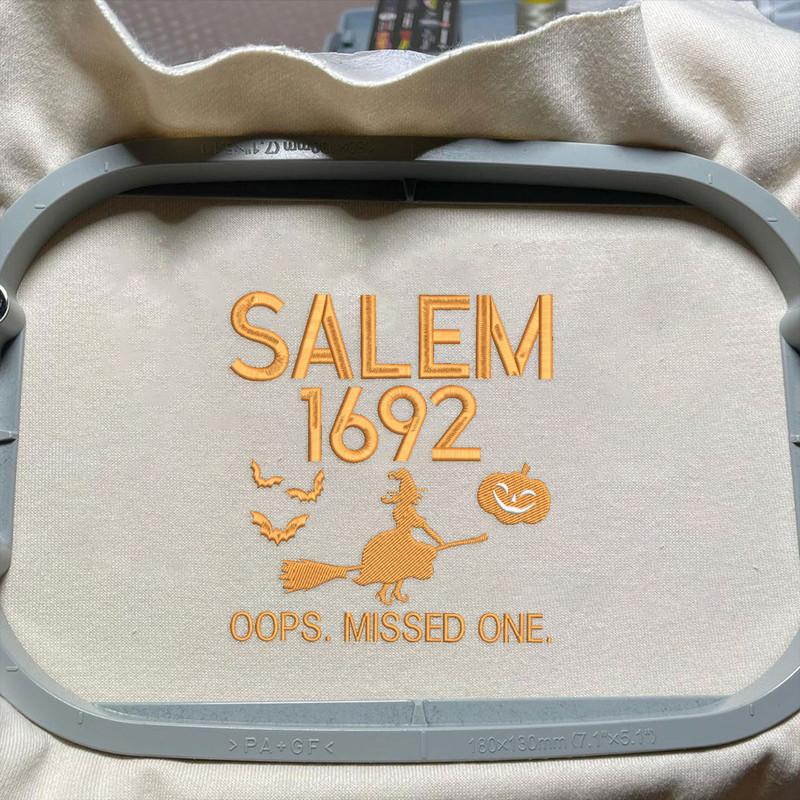 SALEM
1692
OOPS. MISSED ONE.
>PA+GF<
180×130mm (7.1"×5.1")